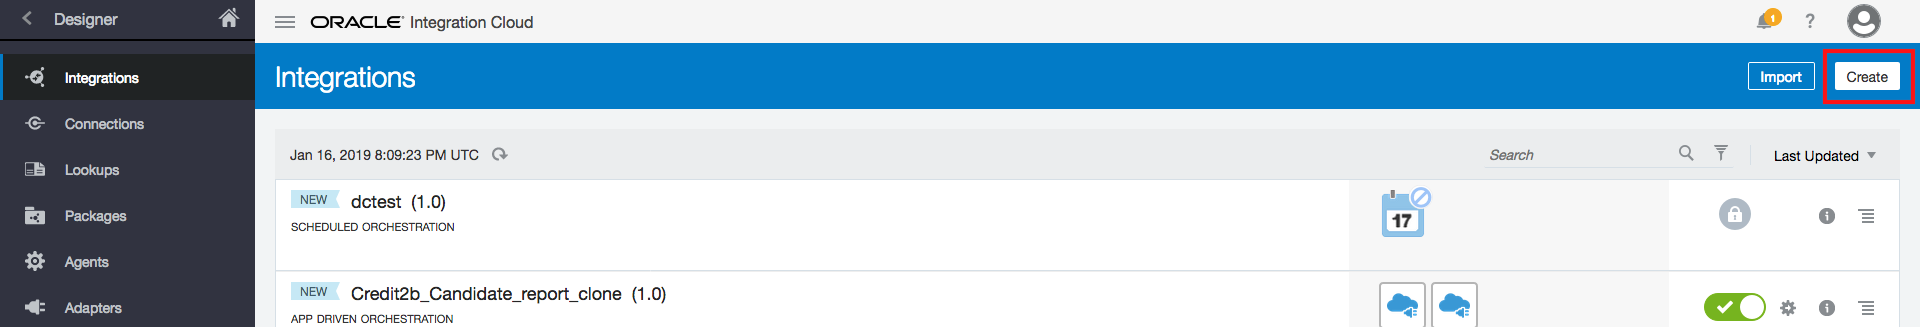 Designer
Integrations
Connections
Lookups
Packages
Agents
Adapters
ORACLE® Integration Cloud
1
?
Integrations
Import
Create
Jan 16, 2019 8:09:23 PM UTC
Search
Last Updated
NEW dctest (1.0)
SCHEDULED ORCHESTRATION
17
i
NEW Credit2b_Candidate_report_clone (1.0)
APP DRIVEN ORCHESTRATION
i